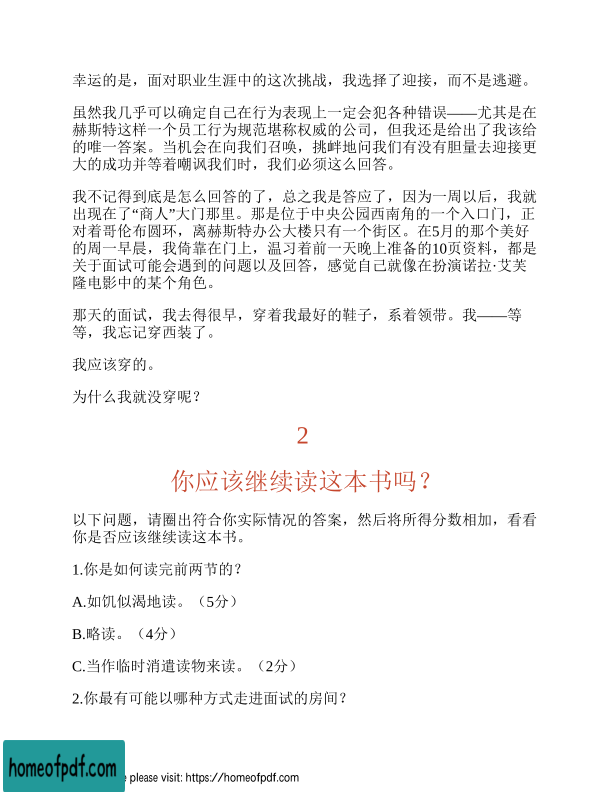 幸运的是，面对职业生涯中的这次挑战，我选择了迎接，而不是逃避。
虽然我几乎可以确定自己在行为表现上一定会犯各种错误——尤其是在
赫斯特这样一个员工行为规范堪称权威的公司，但我还是给出了我该给
的唯一答案。当机会在向我们召唤，挑衅地问我们有没有胆量去迎接更
大的成功并等着嘲讽我们时，我们必须这么回答。
我不记得到底是怎么回答的了，总之我是答应了，因为一周以后，我就
出现在了“商人”大门那里。那是位于中央公园西南角的一个入口门，正
对着哥伦布圆环，离赫斯特办公大楼只有一个街区。在5月的那个美好
的周一早晨，我倚靠在门上，温习着前一天晚上准备的10页资料，都是
关于面试可能会遇到的问题以及回答，感觉自己就像在扮演诺拉·艾芙
隆电影中的某个角色。
那天的面试，我去得很早，穿着我最好的鞋子，系着领带。我——等
等，我忘记穿西装了。
我应该穿的。
为什么我就没穿呢？
2
你应该继续读这本书吗？
以下问题，请圈出符合你实际情况的答案，然后将所得分数相加，看看
你是否应该继续读这本书。
1.你是如何读完前两节的？
A.如饥似渴地读。（5分）
B.略读。（4分）
C.当作临时消遣读物来读。（2分）
2.你最有可能以哪种方式走进面试的房间？
homeofpdf.com
e please visit: https://homeofpdf.com